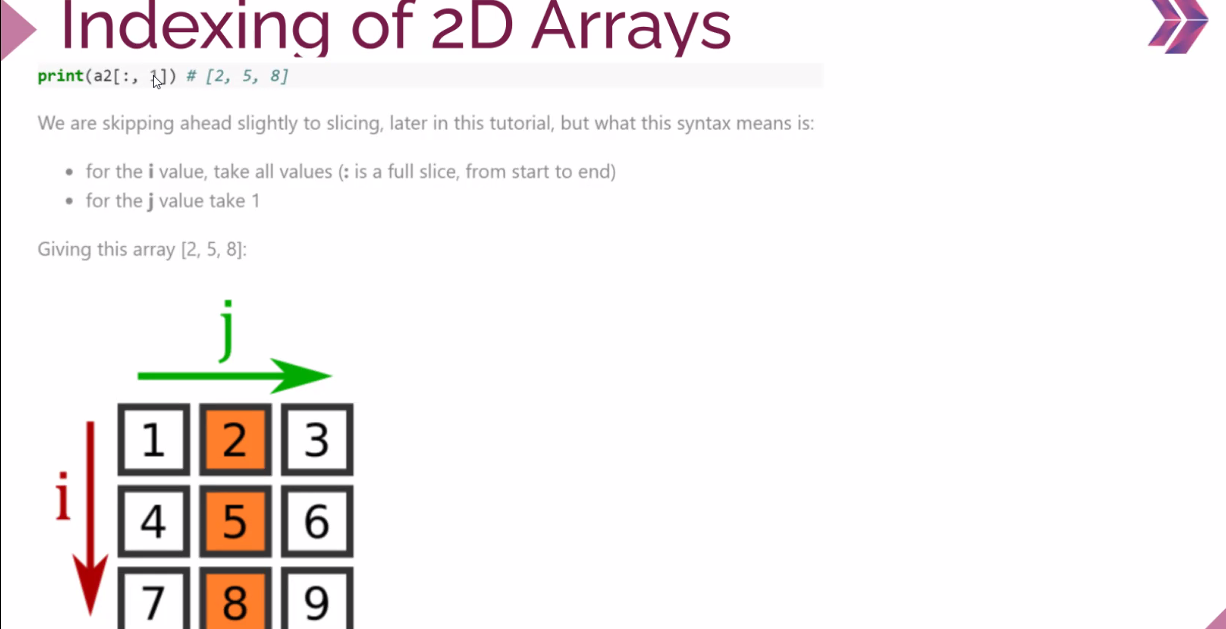 Indexing of 2D Arrays
print(a2[:, 1]) # [2, 5, 8]
We are skipping ahead slightly to slicing, later in this tutorial, but what this syntax means is:
• for the i value, take all values (: is a full slice, from start to end)
• for the j value take 1
Giving this array [2, 5, 8]:
j
1 2 3
i
4 5 6
7 8 9